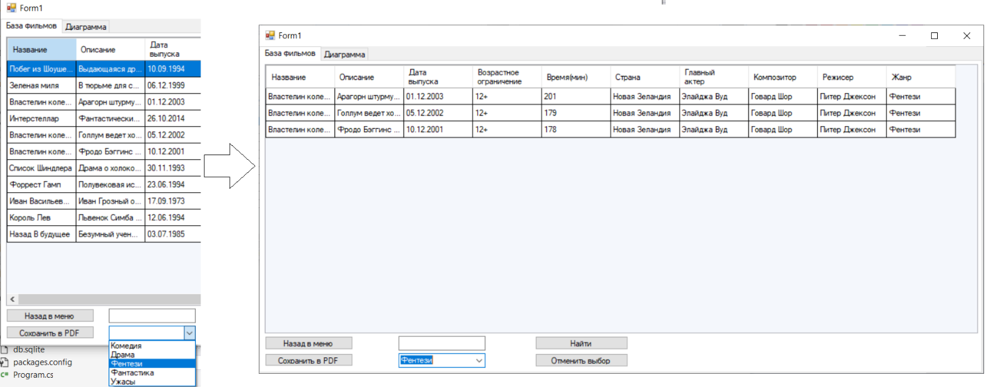 Form1
База фильмов Диаграмма
Название Описание Дата выпуска
Побег из Шоуше... Выдающаяся др... 10.09.1994
Зеленая миля В тюрьме для с... 06.12.1999
Властелин коле... Арагорн штурму... 01.12.2003
Интерстеллар Фантастически... 26.10.2014
Властелин коле... Голлум ведет хо... 05.12.2002
Властелин коле... Фродо Бэггинс ... 10.12.2001
Список Шиндлера Драма о холоко... 30.11.1993
Форрест Гамп Полувековая ис... 23.06.1994
Иван Васильев... Иван Грозный о... 17.09.1973
Король Лев Львенок Симба ... 12.06.1994
Назад В будущее Безумный учен... 03.07.1985
Назад в меню
Сохранить в PDF
Комедия
Драма
Фентези
Фантастика
Ужасы
db.sqlite
packages.config
C# Program.cs
Form1
База фильмов Диаграмма
Название Описание Дата выпуска Возрастное ограничение Время(мин) Страна Главный актер Композитор Режисер Жанр
Властелин коле... Арагорн штурму... 01.12.2003 12+ 201 Новая Зеландия Элайджа Вуд Говард Шор Питер Джексон Фентези
Властелин коле... Голлум ведет хо... 05.12.2002 12+ 179 Новая Зеландия Элайджа Вуд Говард Шор Питер Джексон Фентези
Властелин коле... Фродо Бэггинс ... 10.12.2001 12+ 178 Новая Зеландия Элайджа Вуд Говард Шор Питер Джексон Фентези
Назад в меню Найти
Сохранить в PDF Фентези Отменить выбор